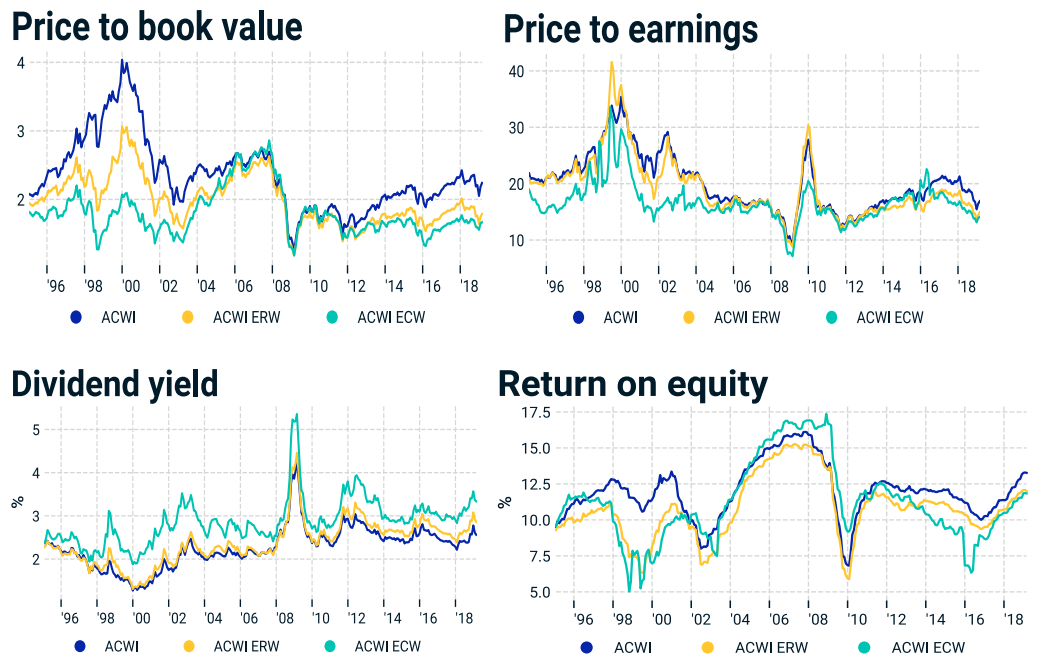 Price to book value
4
3
2
'96 '98 '00 '02 '04 '06 '08 '10 '12 '14 '16 '18
ACWI ACWI ERW ACWI ECW
Price to earnings
40
30
20
10
'96 '98 '00 '02 '04 '06 '08 '10 '12 '14 '16 '18
ACWI ACWI ERW ACWI ECW
Dividend yield
%
5
4
3
2
'96 '98 '00 '02 '04 '06 '08 '10 '12 '14 '16 '18
ACWI ACWI ERW ACWI ECW
Return on equity
%
17.5
15.0
12.5
10.0
7.5
5.0
'96 '98 '00 '02 '04 '06 '08 '10 '12 '14 '16 '18
ACWI ACWI ERW ACWI ECW